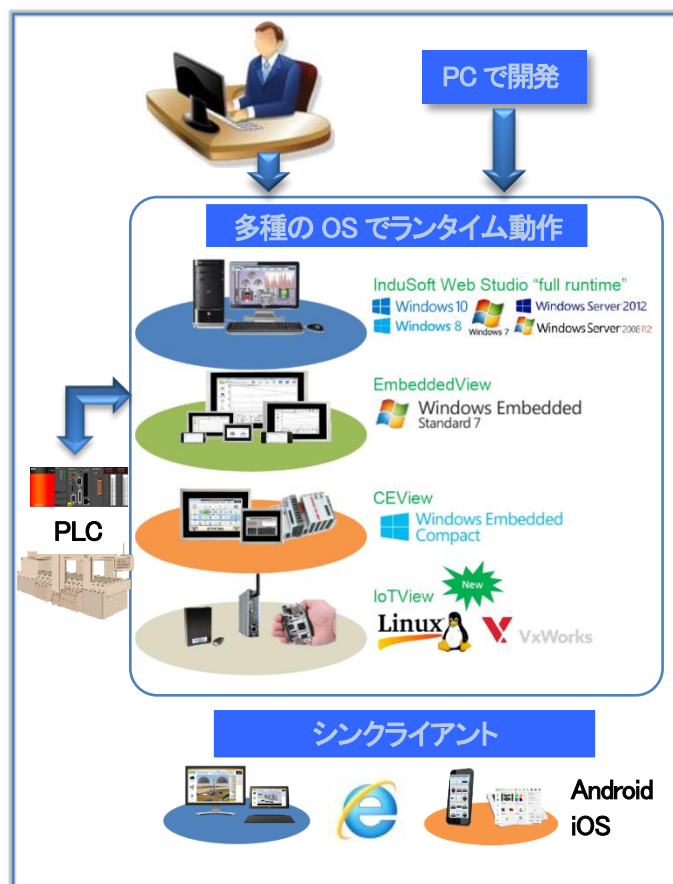 PC で開発
多種の OS でランタイム動作
InduSoft Web Studio “full runtime”
Windows 10
Windows 8
Windows 7
Windows Server 2012
Windows Server 2008 R2
EmbeddedView
Windows Embedded
Standard 7
CEView
Windows Embedded
Compact
PLC
New
IoTView
Linux
VxWorks
シンクライアント
Android
iOS